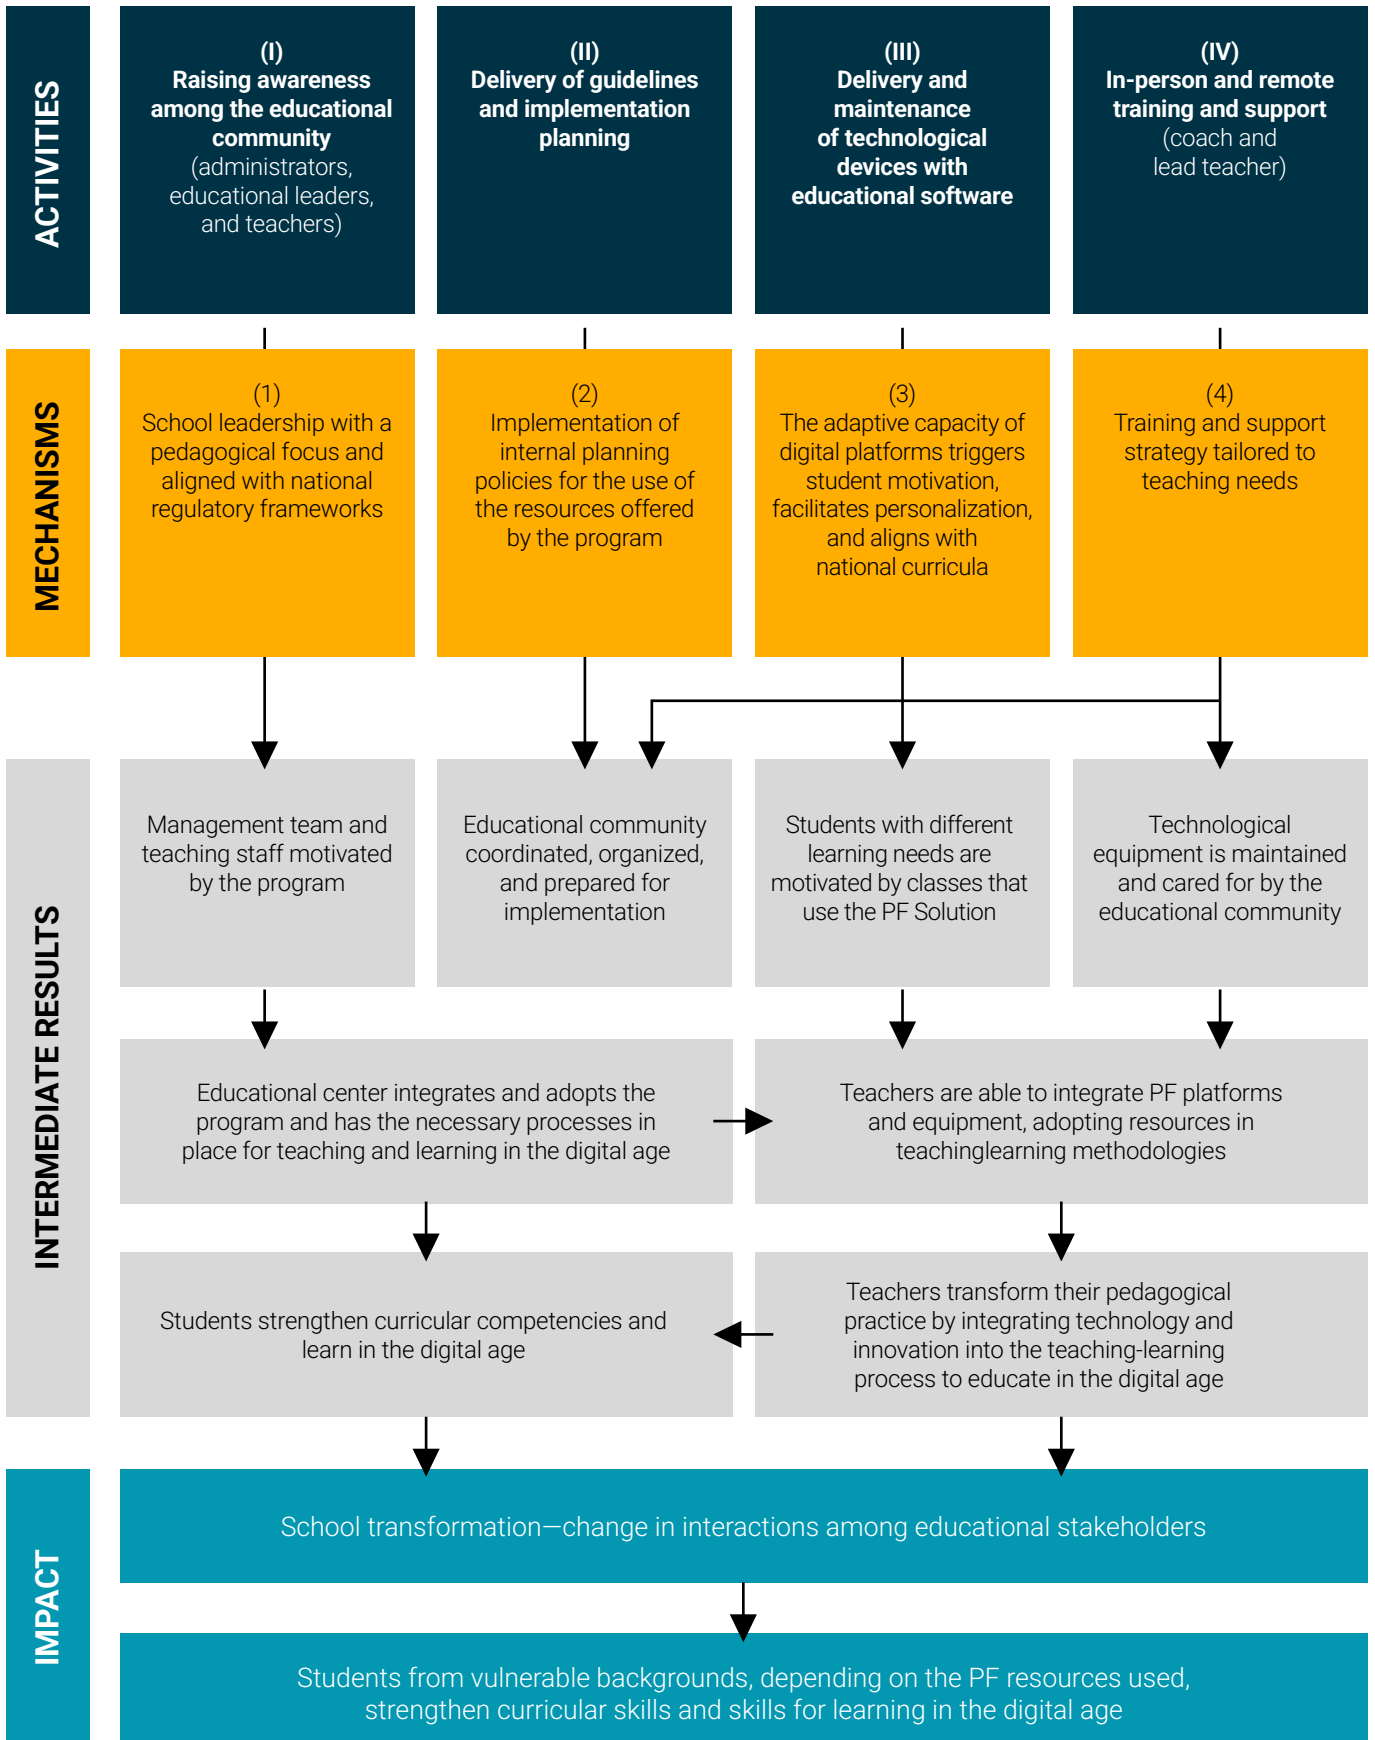 ACTIVITIES
(I)
Raising awareness
among the educational
community
(administrators,
educational leaders,
and teachers)
(II)
Delivery of guidelines
and implementation
planning
(III)
Delivery and
maintenance
of technological
devices with
educational software
(IV)
In-person and remote
training and support
(coach and
lead teacher)
MECHANISMS
(1)
School leadership with a
pedagogical focus and
aligned with national
regulatory frameworks
(2)
Implementation of
internal planning
policies for the use of
the resources offered
by the program
(3)
The adaptive capacity of
digital platforms triggers
student motivation,
facilitates personalization,
and aligns with
national curricula
(4)
Training and support
strategy tailored to
teaching needs
INTERMEDIATE RESULTS
Management team and
teaching staff motivated
by the program
Educational community
coordinated, organized,
and prepared for
implementation
Students with different
learning needs are
motivated by classes that
use the PF Solution
Technological
equipment is maintained
and cared for by the
educational community
Educational center integrates and adopts the
program and has the necessary processes in
place for teaching and learning in the digital age
Teachers are able to integrate PF platforms
and equipment, adopting resources in
teachinglearning methodologies
Students strengthen curricular competencies and
learn in the digital age
Teachers transform their pedagogical
practice by integrating technology and
innovation into the teaching-learning
process to educate in the digital age
IMPACT
School transformation—change in interactions among educational stakeholders
Students from vulnerable backgrounds, depending on the PF resources used,
strengthen curricular skills and skills for learning in the digital age